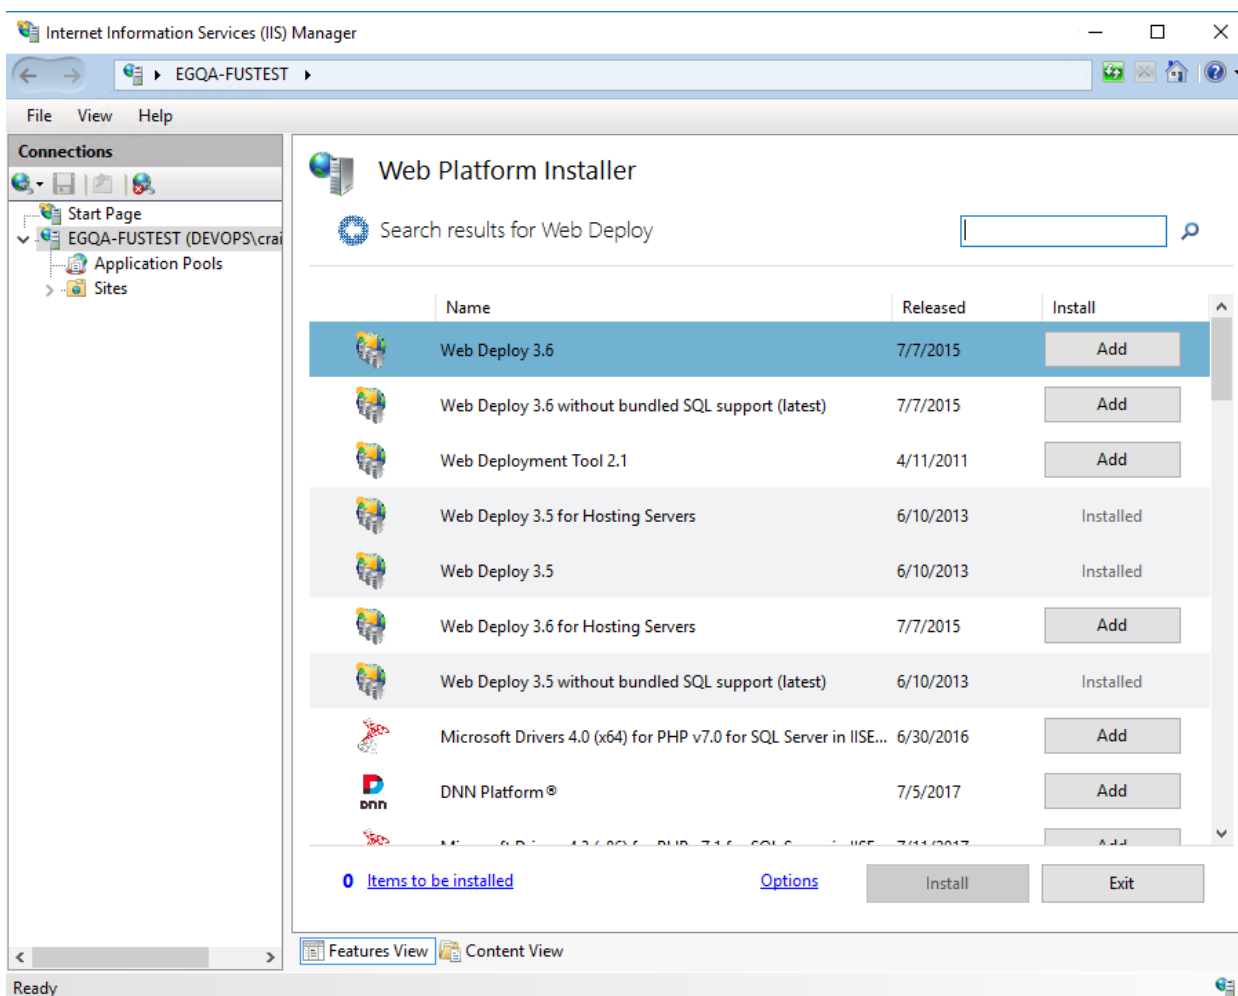 Internet Information Services (IIS) Manager
EGQA-FUSTEST
File View Help
Connections
Start Page
EGQA-FUSTEST (DEVOPS\crai
Application Pools
Sites
Web Platform Installer
Search results for Web Deploy
Name Released Install
Web Deploy 3.6 7/7/2015 Add
Web Deploy 3.6 without bundled SQL support (latest) 7/7/2015 Add
Web Deployment Tool 2.1 4/11/2011 Add
Web Deploy 3.5 for Hosting Servers 6/10/2013 Installed
Web Deploy 3.5 6/10/2013 Installed
Web Deploy 3.6 for Hosting Servers 7/7/2015 Add
Web Deploy 3.5 without bundled SQL support (latest) 6/10/2013 Installed
Microsoft Drivers 4.0 (x64) for PHP v7.0 for SQL Server in IISE... 6/30/2016 Add
DNN DNN Platform® 7/5/2017 Add
0 Items to be installed Options Install Exit
Features View Content View
Ready